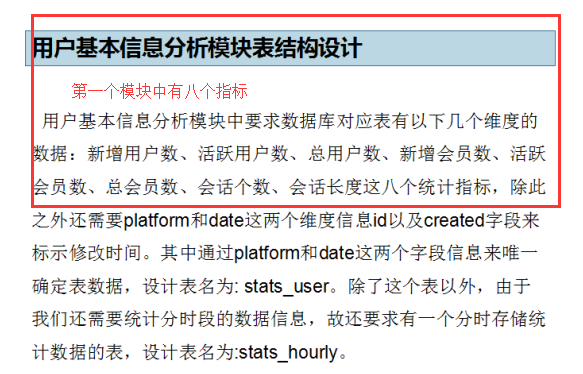 用户基本信息分析模块表结构设计
第一个模块中有八个指标
用户基本信息分析模块中要求数据库对应表有以下几个维度的
数据：新增用户数、活跃用户数、总用户数、新增会员数、活跃
会员数、总会员数、会话个数、会话长度这八个统计指标，除此
之外还需要platform和date这两个维度信息id以及created字段来
标示修改时间。其中通过platform和date这两个字段信息来唯一
确定表数据，设计表名为: stats_user。除了这个表以外，由于
我们还需要统计分时段的数据信息，故还要求有一个分时存储统
计数据的表，设计表名为:stats_hourly。